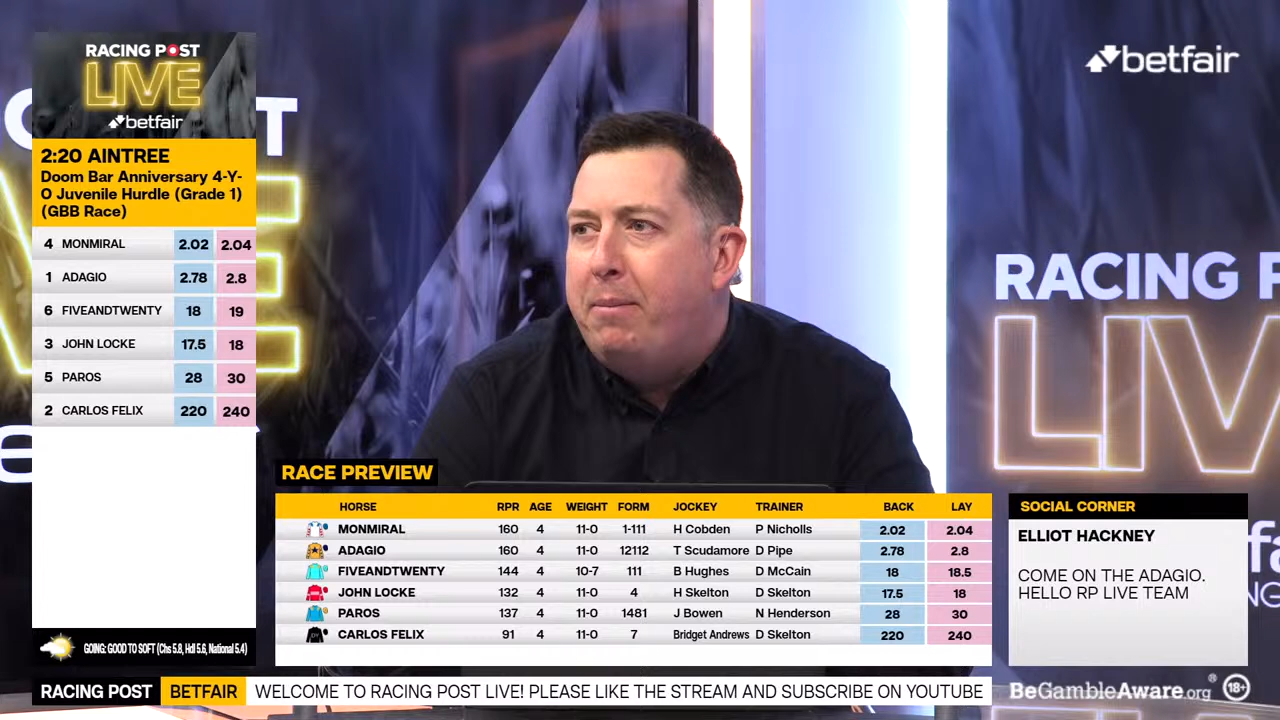 RACING POST
LIVE
betfair
2:20 AINTREE
Doom Bar Anniversary 4-Y-
O Juvenile Hurdle (Grade 1)
(GBB Race)
4 MONMIRAL 2.02 2.04
1 ADAGIO 2.78 2.8
6 FIVEANDTWENTY 18 19
3 JOHN LOCKE 17.5 18
5 PAROS 28 30
2 CARLOS FELIX 220 240
GOING: GOOD TO SOFT (Chs 5.8, Hdl 5.6, National 5.4)
betfair
RACING P
LIV
RACE PREVIEW
HORSE RPR AGE WEIGHT FORM JOCKEY TRAINER BACK LAY
MONMIRAL 160 4 11-0 1-111 H Cobden P Nicholls 2.02 2.04
ADAGIO 160 4 11-0 12112 T Scudamore D Pipe 2.78 2.8
FIVEANDTWENTY 144 4 10-7 111 B Hughes D McCain 18 18.5
JOHN LOCKE 132 4 11-0 4 H Skelton D Skelton 17.5 18
PAROS 137 4 11-0 1481 J Bowen N Henderson 28 30
CARLOS FELIX 91 4 11-0 7 Bridget Andrews D Skelton 220 240
SOCIAL CORNER
ELLIOT HACKNEY
COME ON THE ADAGIO.
HELLO RP LIVE TEAM
RACING POST BETFAIR WELCOME TO RACING POST LIVE! PLEASE LIKE THE STREAM AND SUBSCRIBE ON YOUTUBE
BeGambleAware.org® 18+